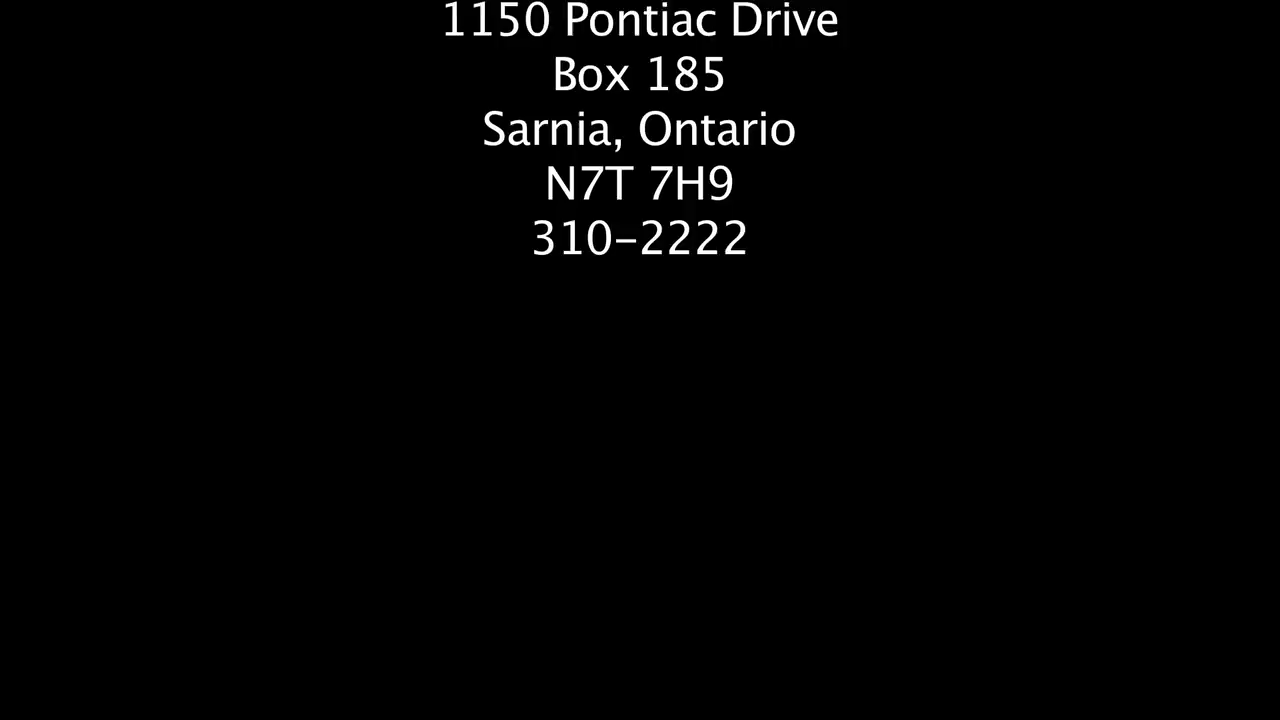 1150 Pontiac Drive
Box 185
Sarnia, Ontario
N7T 7H9
310-2222